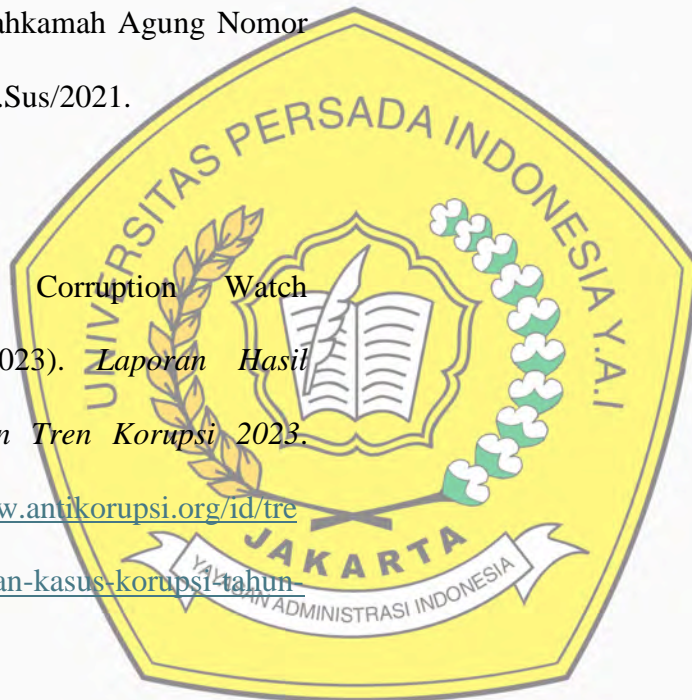 ahkamah Agung Nomor
.Sus/2021.
Corruption Watch
023). Laporan Hasil
n Tren Korupsi 2023.
w.antikorupsi.org/id/tre
an-kasus-korupsi-tahun-
UNIVERSITAS PERSADA INDONESIA Y.A.I
JAKARTA
YAYASAN ADMINISTRASI INDONESIA